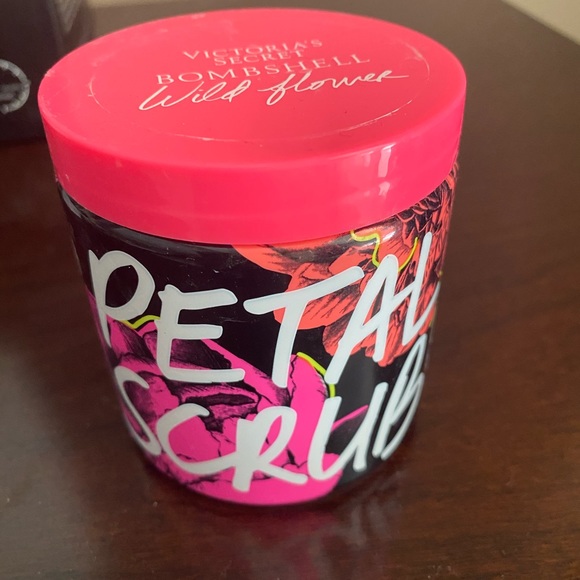 VICTORIA'S
SECRET
BOMBSHELL
Wild flower
PETAL
SCRUB